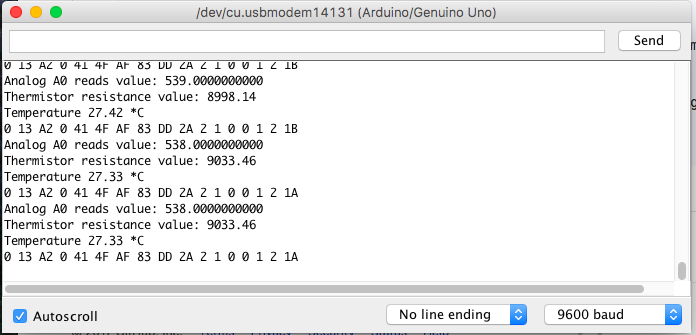 /dev/cu.usbmodem14131 (Arduino/Genuino Uno)
Send
0 13 A2 0 41 4F AF 83 DD 2A 2 1 0 0 1 2 1B
Analog A0 reads value: 539.0000000000
Thermistor resistance value: 8998.14
Temperature 27.42 *C
0 13 A2 0 41 4F AF 83 DD 2A 2 1 0 0 1 2 1B
Analog A0 reads value: 538.0000000000
Thermistor resistance value: 9033.46
Temperature 27.33 *C
0 13 A2 0 41 4F AF 83 DD 2A 2 1 0 0 1 2 1A
Analog A0 reads value: 538.0000000000
Thermistor resistance value: 9033.46
Temperature 27.33 *C
0 13 A2 0 41 4F AF 83 DD 2A 2 1 0 0 1 2 1A
Autoscroll
No line ending
9600 baud